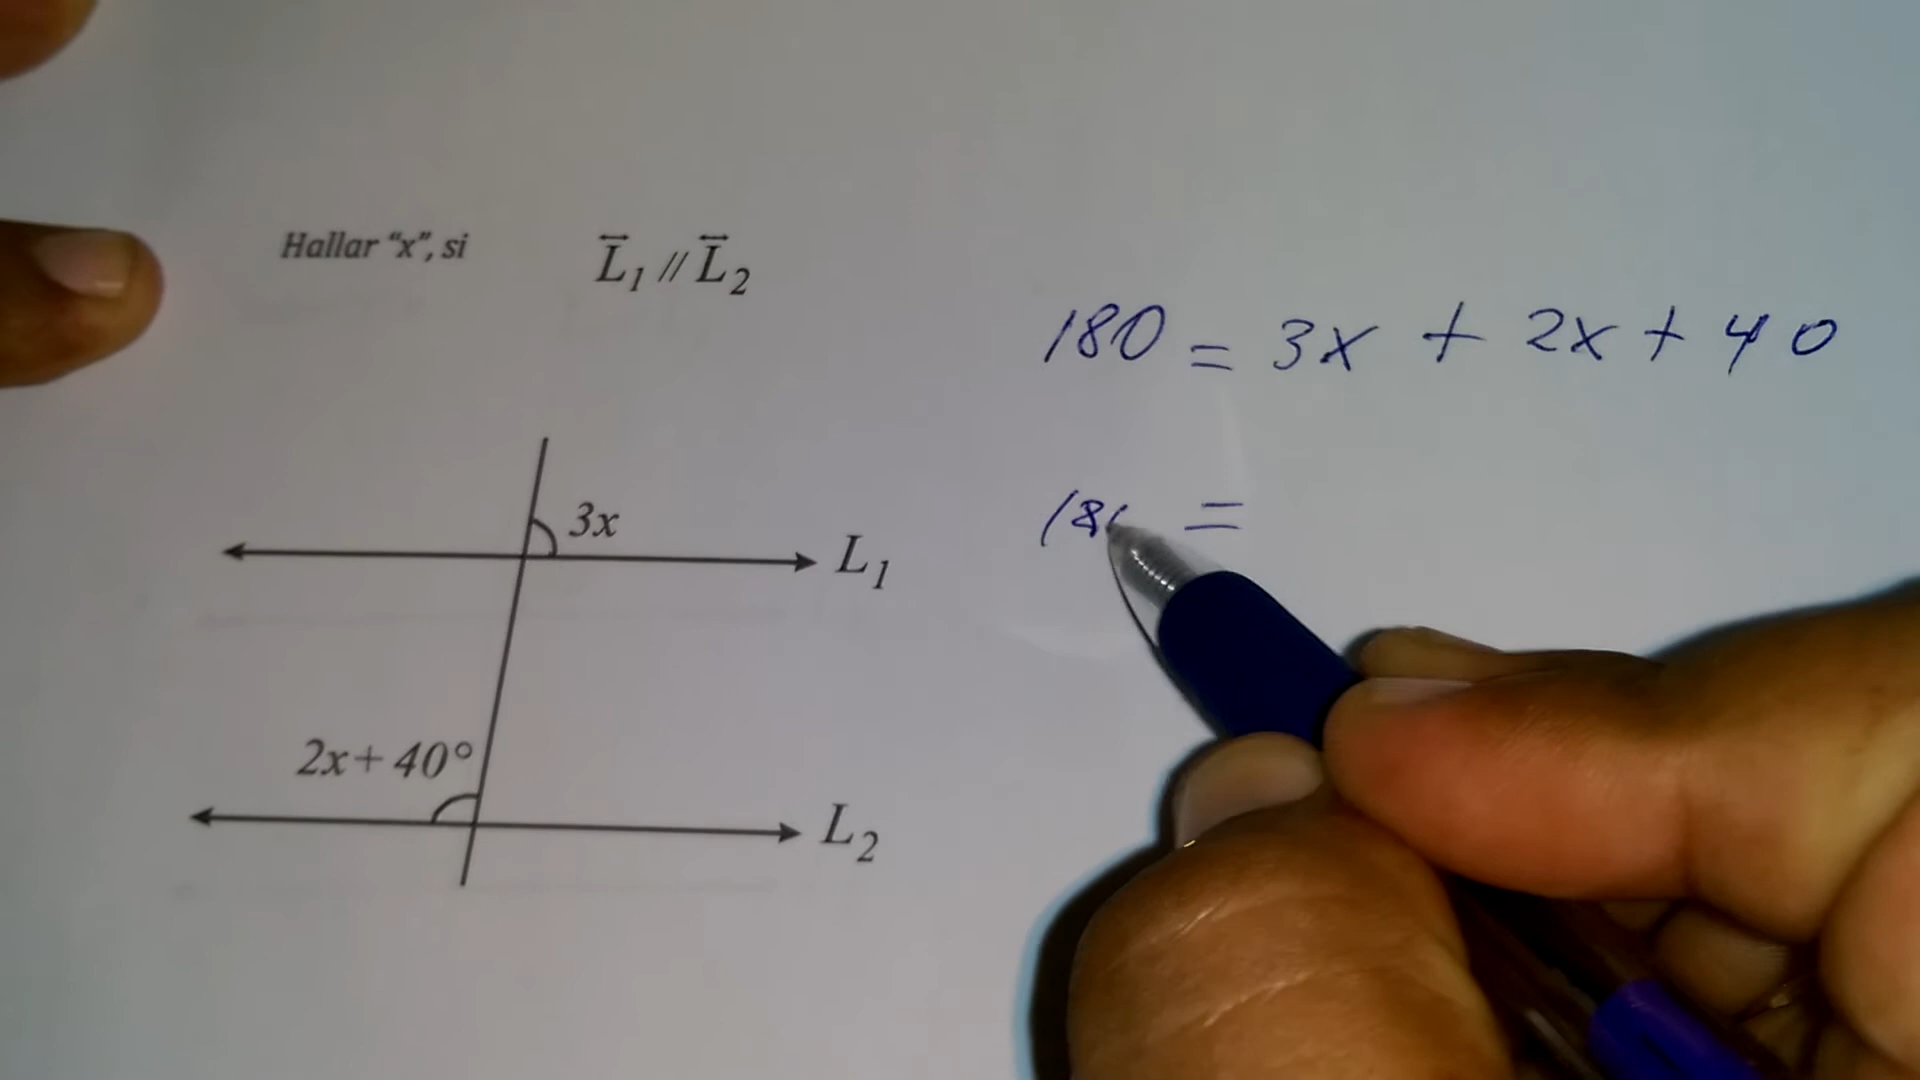 Hallar “x”, si L₁ // L₂
180 = 3x + 2x + 40
3x
L₁
=
2x + 40°
L₂